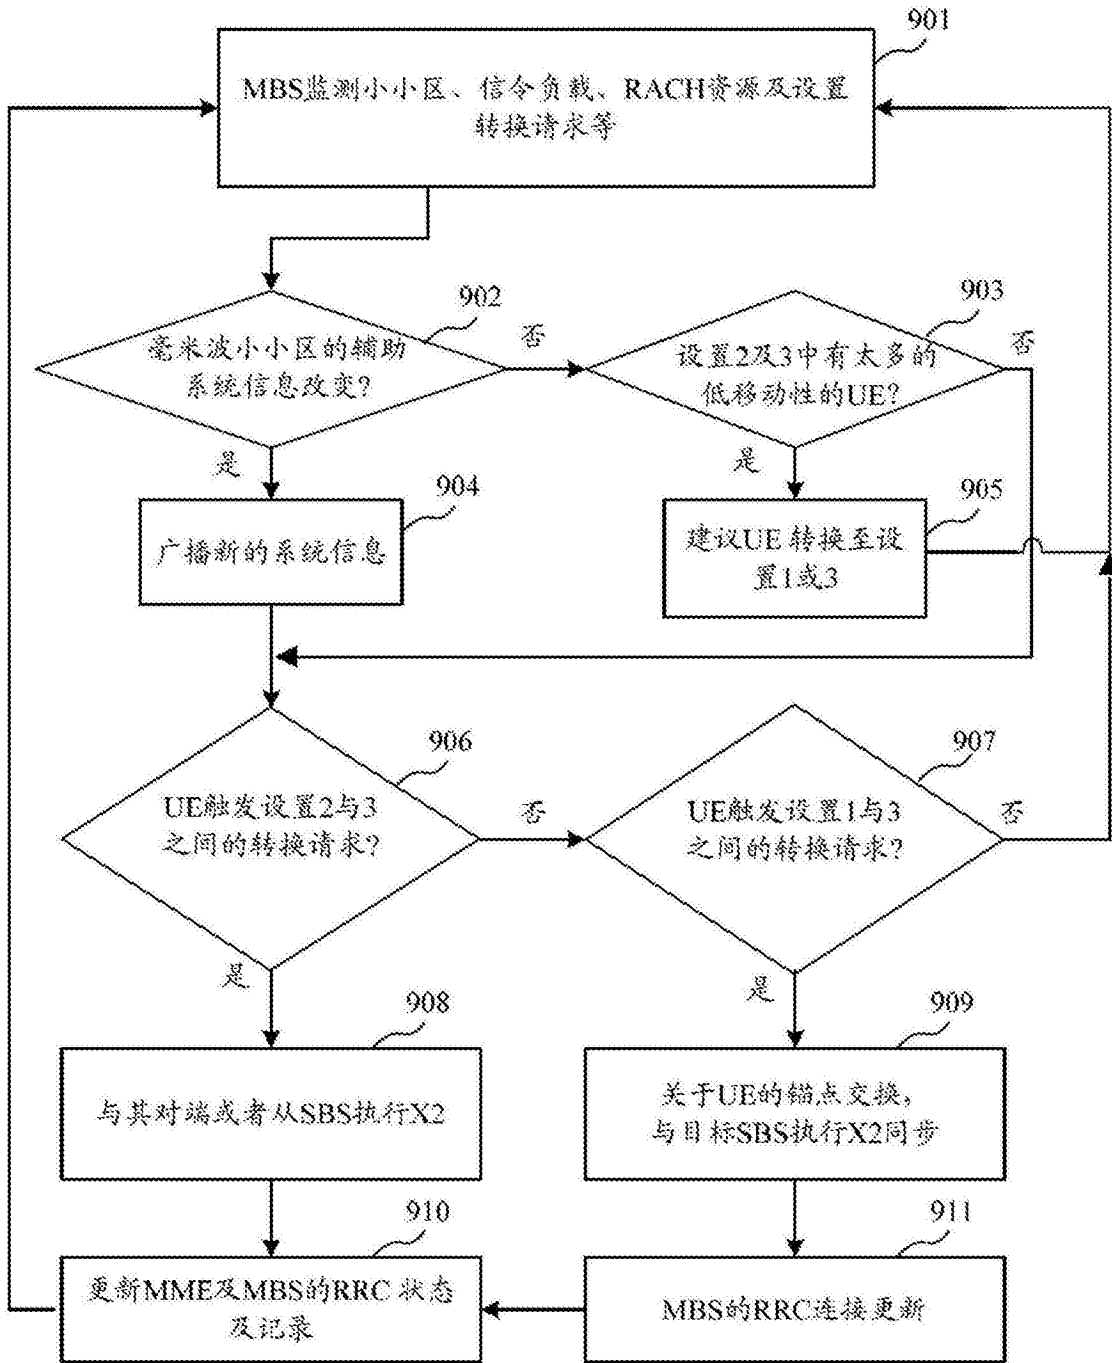 901
MBS监测小小区、信令负载、RACH资源及设置
转换请求等
902
毫米波小小区的辅助
系统信息改变?
否
903
设置2及3中有太多的
低移动性的UE?
否
是
904
广播新的系统信息
是
905
建议UE 转换至设
置1或3
906
UE触发设置2与3
之间的转换请求?
否
907
UE触发设置1与3
之间的转换请求?
否
是
908
与其对端或者从SBS执行X2
是
909
关于UE的锚点交换，
与目标SBS执行X2同步
910
更新MME及MBS的RRC 状态
及记录
911
MBS的RRC连接更新